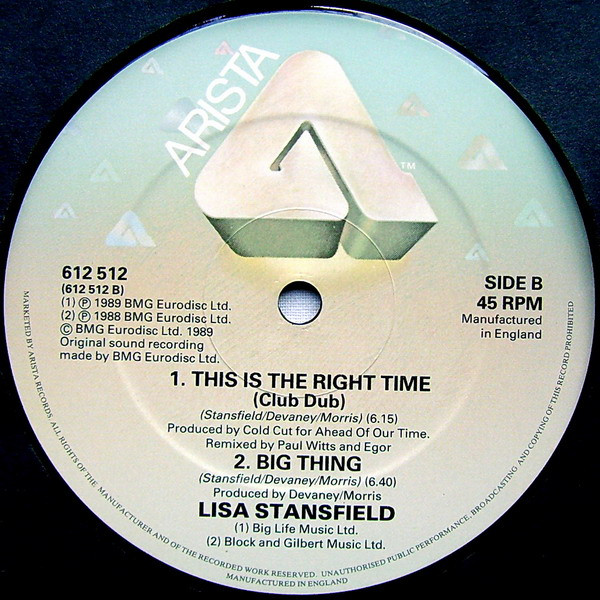 ARISTA
TM
612 512
(612 512 B)
(1) ℗ 1989 BMG Eurodisc Ltd.
(2) ℗ 1988 BMG Eurodisc Ltd.
© BMG Eurodisc Ltd. 1989
Original sound recording
made by BMG Eurodisc Ltd.
SIDE B
45 RPM
Manufactured
in England
1. THIS IS THE RIGHT TIME
(Club Dub)
(Stansfield/Devaney/Morris) (6.15)
Produced by Cold Cut for Ahead Of Our Time.
Remixed by Paul Witts and Egor
2. BIG THING
(Stansfield/Devaney/Morris) (6.40)
Produced by Devaney/Morris
LISA STANSFIELD
(1) Big Life Music Ltd.
(2) Block and Gilbert Music Ltd.
MARKETED BY ARISTA RECORDS. ALL RIGHTS OF THE MANUFACTURER AND OF THE RECORDED WORK RESERVED. UNAUTHORISED PUBLIC PERFORMANCE, BROADCASTING AND COPYING OF THIS RECORD PROHIBITED
MANUFACTURED IN ENGLAND